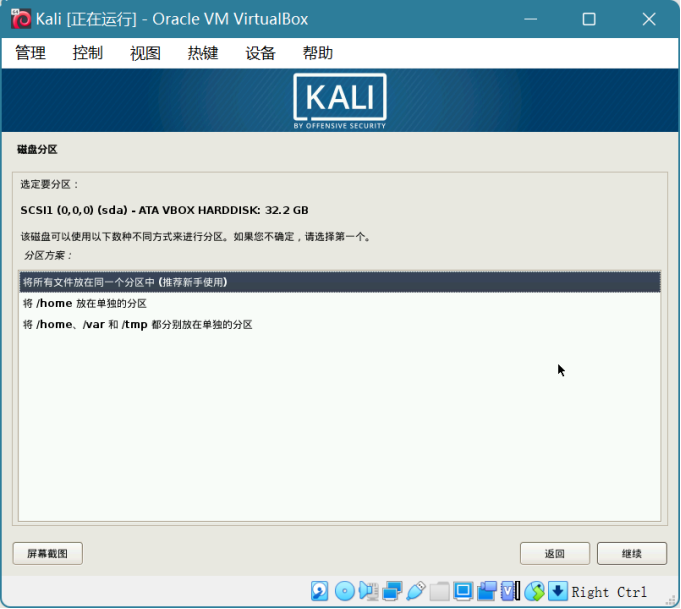 Kali [正在运行] - Oracle VM VirtualBox
管理 控制 视图 热键 设备 帮助
KALI
BY OFFENSIVE SECURITY
磁盘分区
选定要分区：
SCSI1 (0,0,0) (sda) - ATA VBOX HARDDISK: 32.2 GB
该磁盘可以使用以下数种不同方式来进行分区。如果您不确定，请选择第一个。
分区方案：
将所有文件放在同一个分区中 (推荐新手使用)
将 /home 放在单独的分区
将 /home、/var 和 /tmp 都分别放在单独的分区
屏幕截图 返回 继续
Right Ctrl